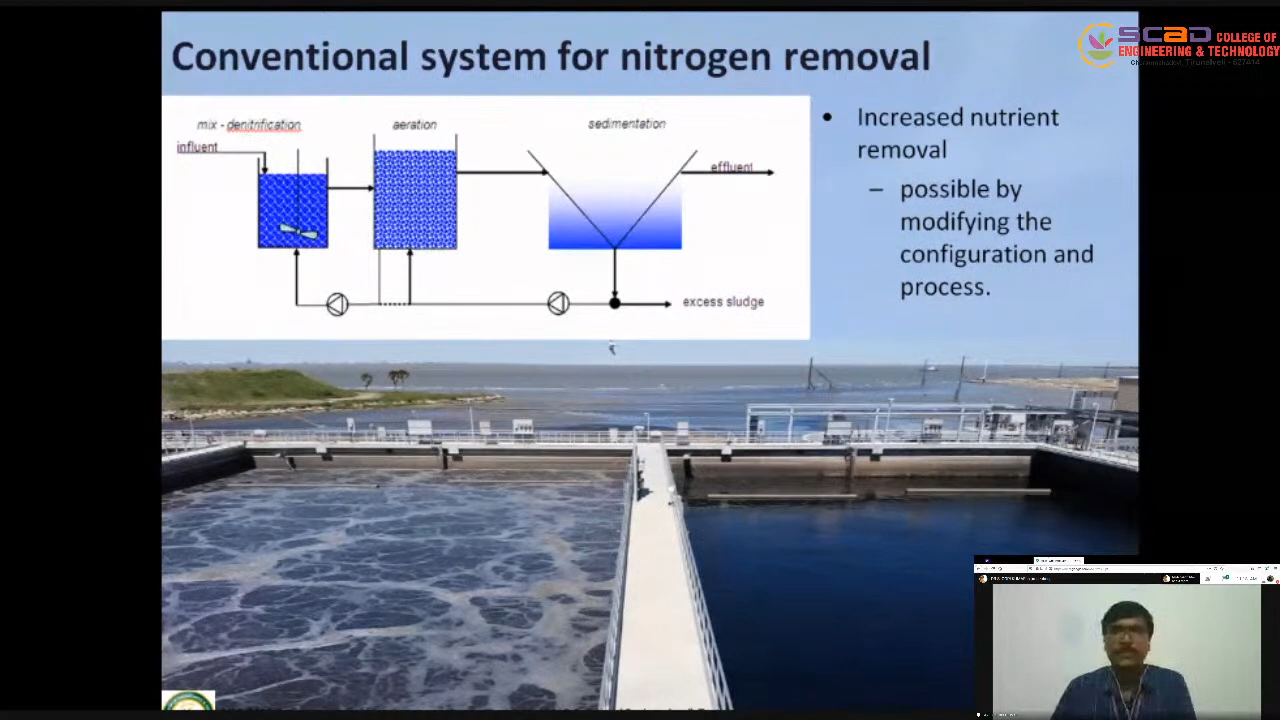 Conventional system for nitrogen removal
SCAD COLLEGE OF
ENGINEERING & TECHNOLOGY
mix - denitrification
aeration
sedimentation
influent
effluent
excess sludge
• Increased nutrient
removal
– possible by
modifying the
configuration and
process.